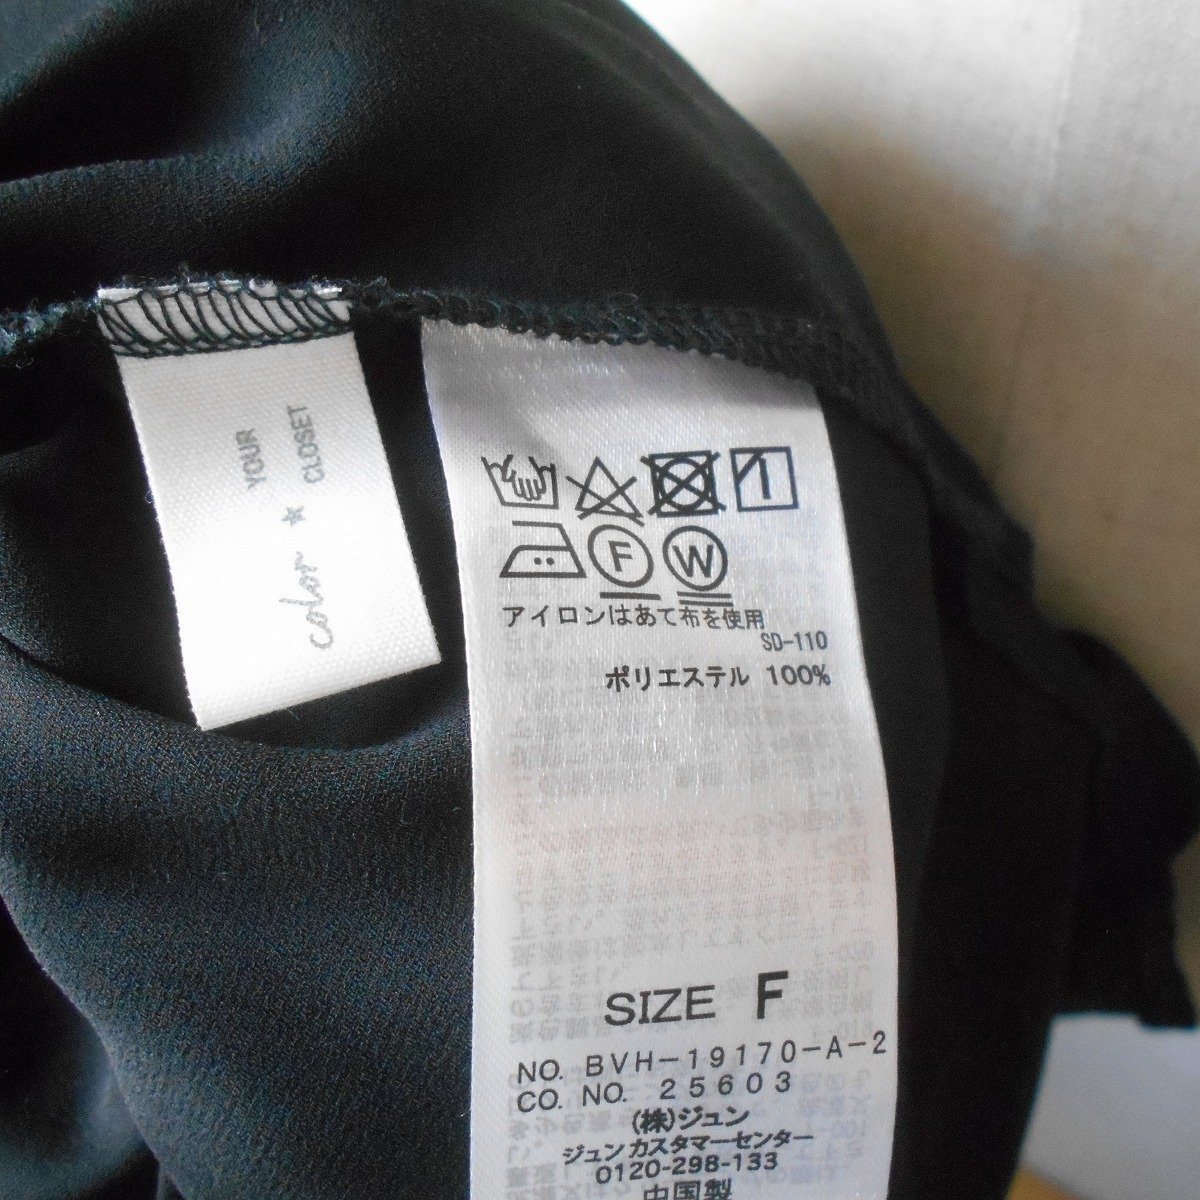 color ★ YOUR CLOSET
F W
アイロンはあて布を使用
SD-110
ポリエステル 100%
SIZE F
NO. BVH-19170-A-2
CO. NO. 25603
(株)ジュン
ジュンカスタマーセンター
0120-298-133
中国製